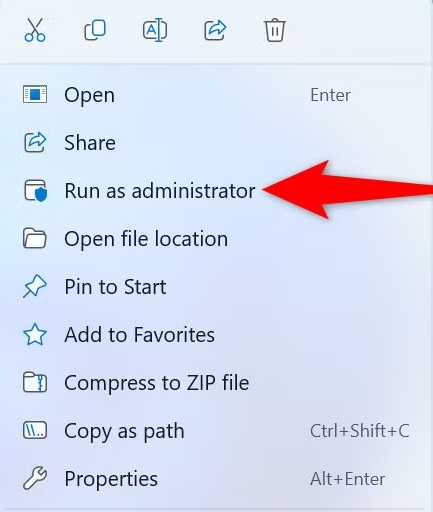 Open Enter
Share
Run as administrator
Open file location
Pin to Start
Add to Favorites
Compress to ZIP file
Copy as path Ctrl+Shift+C
Properties Alt+Enter